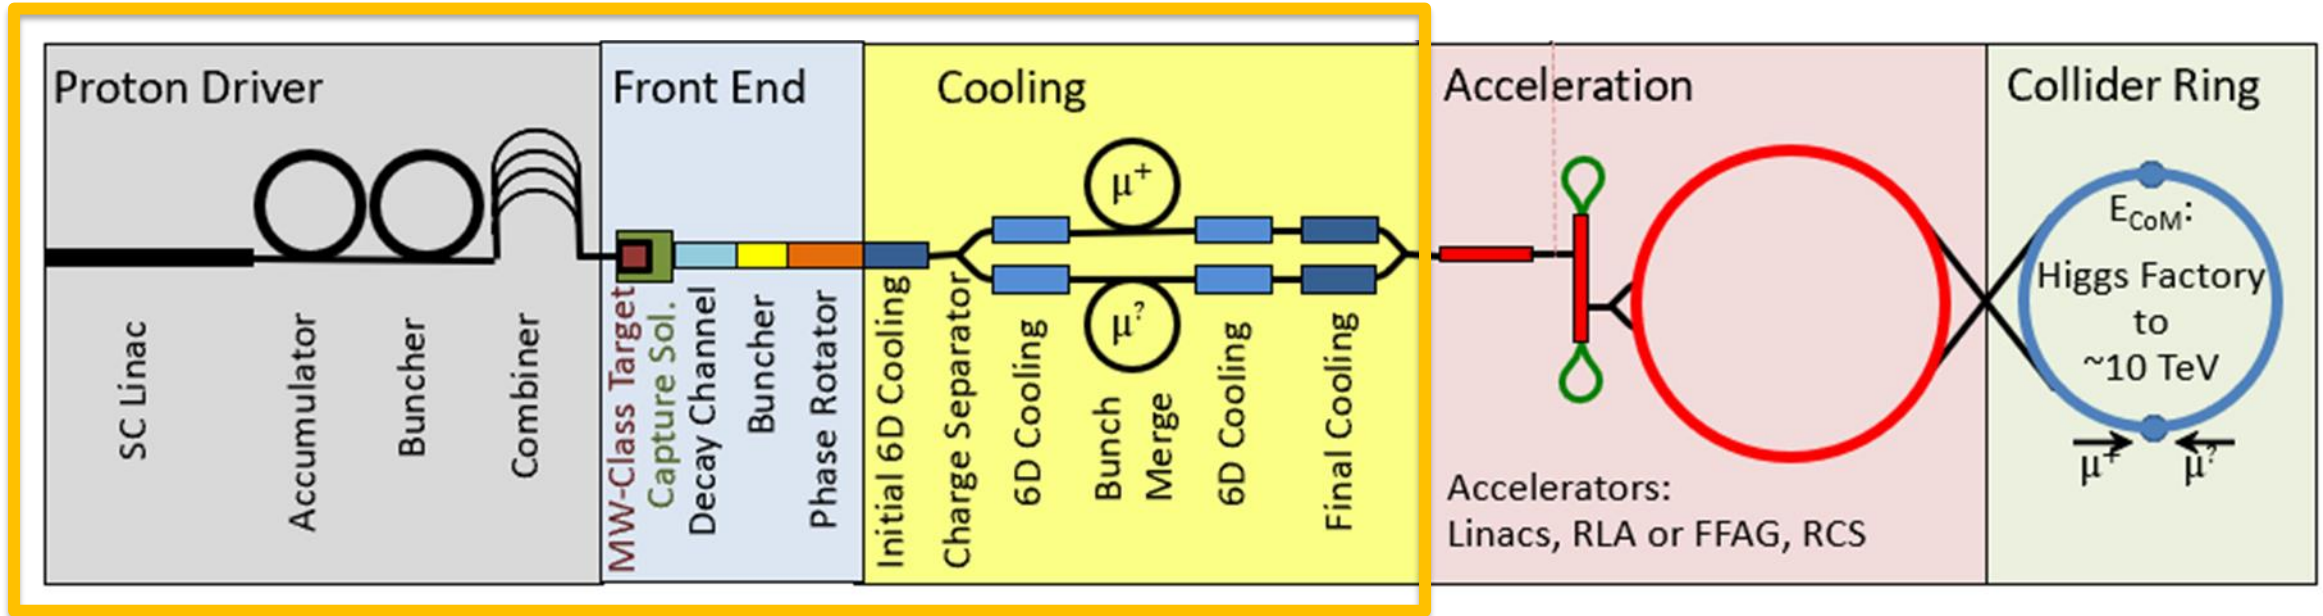 Proton Driver
Front End
Cooling
Acceleration
Collider Ring
SC Linac
Accumulator
Buncher
Combiner
MW-Class Target
Capture Sol.
Decay Channel
Buncher
Phase Rotator
Initial 6D Cooling
Charge Separator
6D Cooling
μ+
μ?
Bunch
Merge
6D Cooling
Final Cooling
Accelerators:
Linacs, RLA or FFAG, RCS
ECoM:
Higgs Factory
to
~10 TeV
μ+
μ?